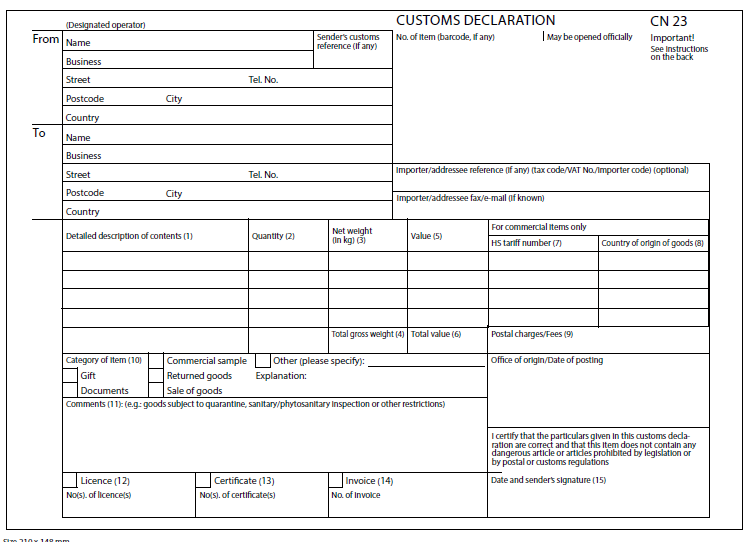 (Designated operator)
CUSTOMS DECLARATION
CN 23
From
Name
Sender's customs
reference (if any)
No. of item (barcode, if any)
May be opened officially
Important!
See instructions
on the back
Business
Street
Tel. No.
Postcode
City
Country
To
Name
Business
Street
Tel. No.
Importer/addressee reference (if any) (tax code/VAT No./importer code) (optional)
Postcode
City
Importer/addressee fax/e-mail (if known)
Country
Detailed description of contents (1)
Quantity (2)
Net weight
(in kg) (3)
Value (5)
For commercial items only
HS tariff number (7)
Country of origin of goods (8)
Total gross weight (4)
Total value (6)
Postal charges/Fees (9)
Category of item (10)
Commercial sample
Other (please specify):
Office of origin/Date of posting
Gift
Returned goods
Explanation:
Documents
Sale of goods
Comments (11): (e.g.: goods subject to quarantine, sanitary/phytosanitary inspection or other restrictions)
I certify that the particulars given in this customs decla-
ration are correct and that this item does not contain any
dangerous article or articles prohibited by legislation or
by postal or customs regulations
Licence (12)
Certificate (13)
Invoice (14)
Date and sender's signature (15)
No(s). of licence(s)
No(s). of certificate(s)
No. of invoice
Size 210 x 148 mm